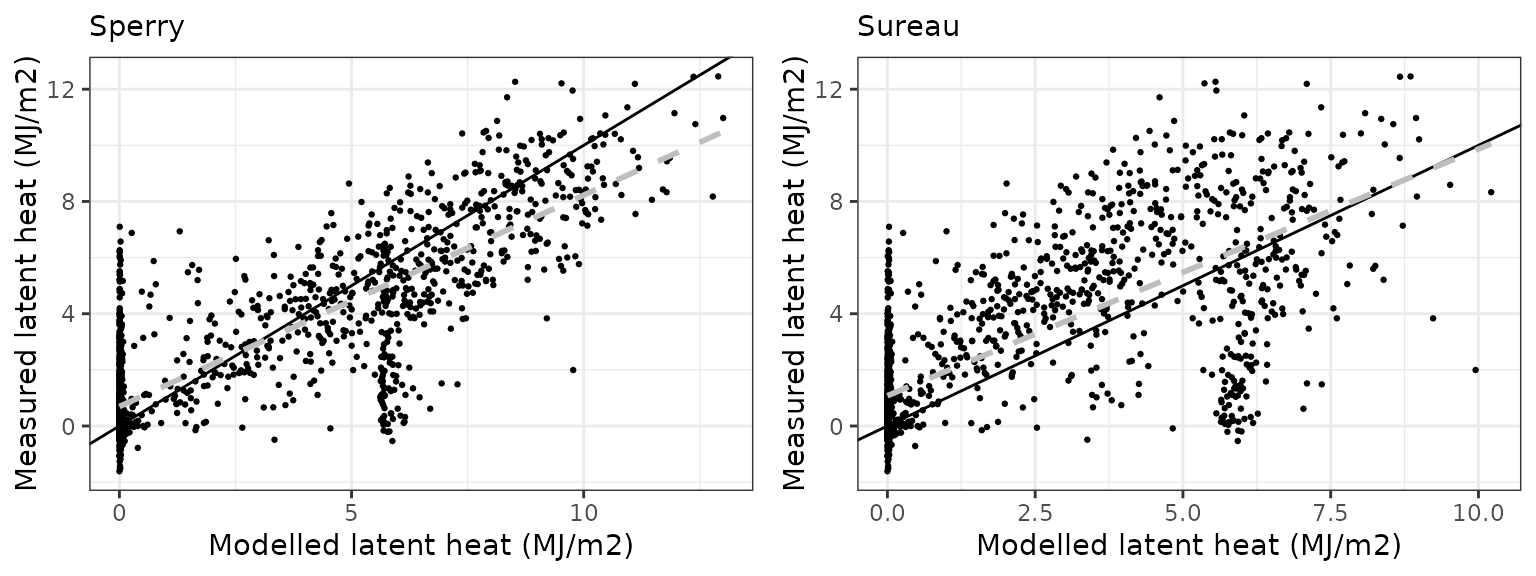 Sperry
Measured latent heat (MJ/m2)
12
8
4
0
0
5
10
Modelled latent heat (MJ/m2)
Sureau
Measured latent heat (MJ/m2)
12
8
4
0
0.0
2.5
5.0
7.5
10.0
Modelled latent heat (MJ/m2)